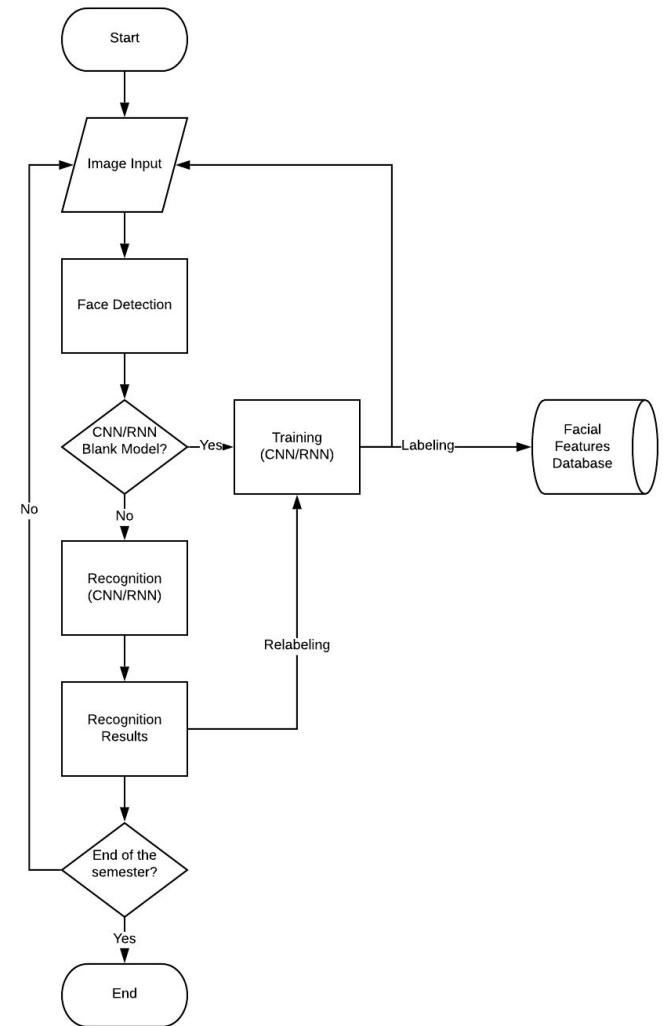 Start
Image Input
Face Detection
CNN/RNN
Blank Model?
Yes
Training
(CNN/RNN)
Labeling
Facial
Features
Database
No
No
Recognition
(CNN/RNN)
Relabeling
Recognition
Results
End of the
semester?
Yes
End